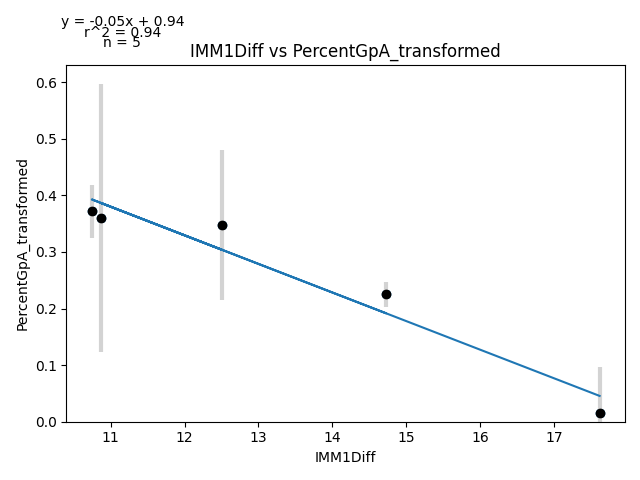 y = -0.05x + 0.94
r^2 = 0.94
n = 5
IMM1Diff vs PercentGpA_transformed
PercentGpA_transformed
0.6
0.5
0.4
0.3
0.2
0.1
0.0
11 12 13 14 15 16 17
IMM1Diff